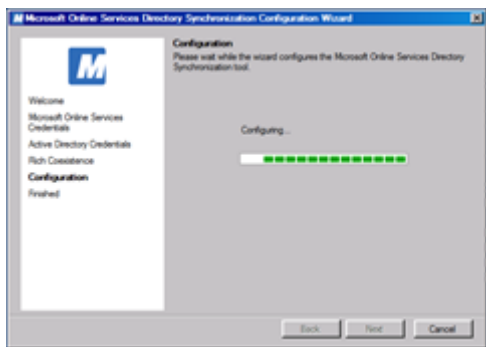 Microsoft Online Services Directory Synchronization Configuration Wizard
M
Configuration
Please wait while the wizard configures the Microsoft Online Services Directory
Synchronization tool.
Welcome
Microsoft Online Services
Credentials
Active Directory Credentials
Rich Coexistence
Configuration
Finished
Configuring...
Back Next Cancel